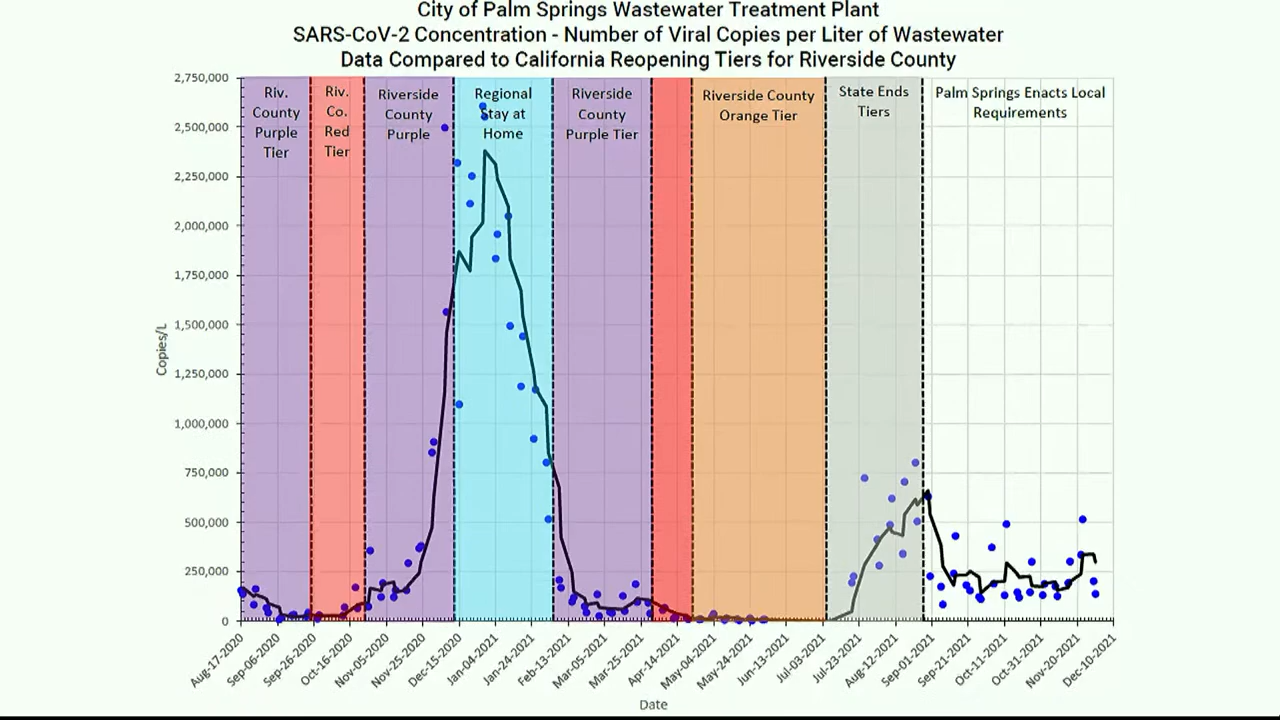 City of Palm Springs Wastewater Treatment Plant
SARS-CoV-2 Concentration - Number of Viral Copies per Liter of Wastewater
Data Compared to California Reopening Tiers for Riverside County
Riv.
County
Purple
Tier
Riv.
Co.
Red
Tier
Riverside
County
Purple
Regional
Stay at
Home
Riverside
County
Purple Tier
Riverside County
Orange Tier
State Ends
Tiers
Palm Springs Enacts Local
Requirements
2,750,000
2,500,000
2,250,000
2,000,000
1,750,000
1,500,000
1,250,000
1,000,000
750,000
500,000
250,000
0
Copies/L
Aug-17-2020
Sep-06-2020
Sep-26-2020
Oct-16-2020
Nov-05-2020
Nov-25-2020
Dec-15-2020
Jan-04-2021
Jan-24-2021
Feb-13-2021
Mar-05-2021
Mar-25-2021
Apr-14-2021
May-04-2021
May-24-2021
Jun-13-2021
Jul-03-2021
Jul-23-2021
Aug-12-2021
Sep-01-2021
Sep-21-2021
Oct-11-2021
Oct-31-2021
Nov-20-2021
Dec-10-2021
Date